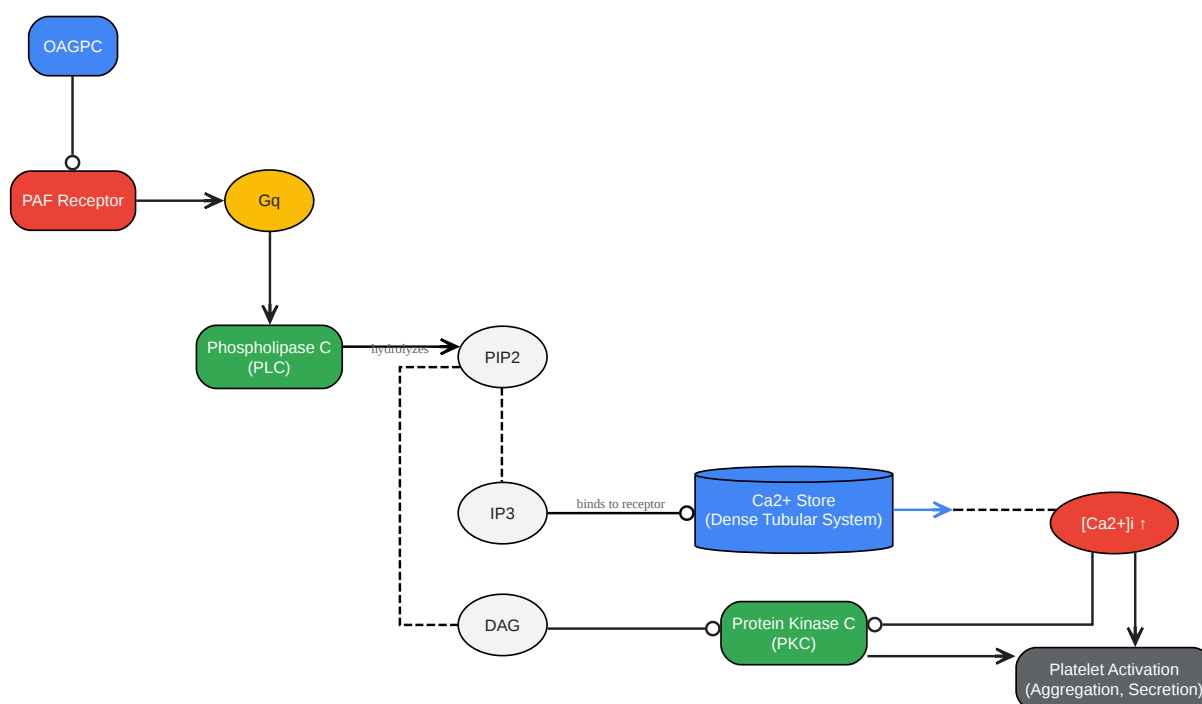 OAGPC
PAF Receptor
Gq
Phospholipase C
(PLC)
hydrolyzes
PIP2
IP3
binds to receptor
Ca2+ Store
(Dense Tubular System)
[Ca2+]i ↑
DAG
Protein Kinase C
(PKC)
Platelet Activation
(Aggregation, Secretion)